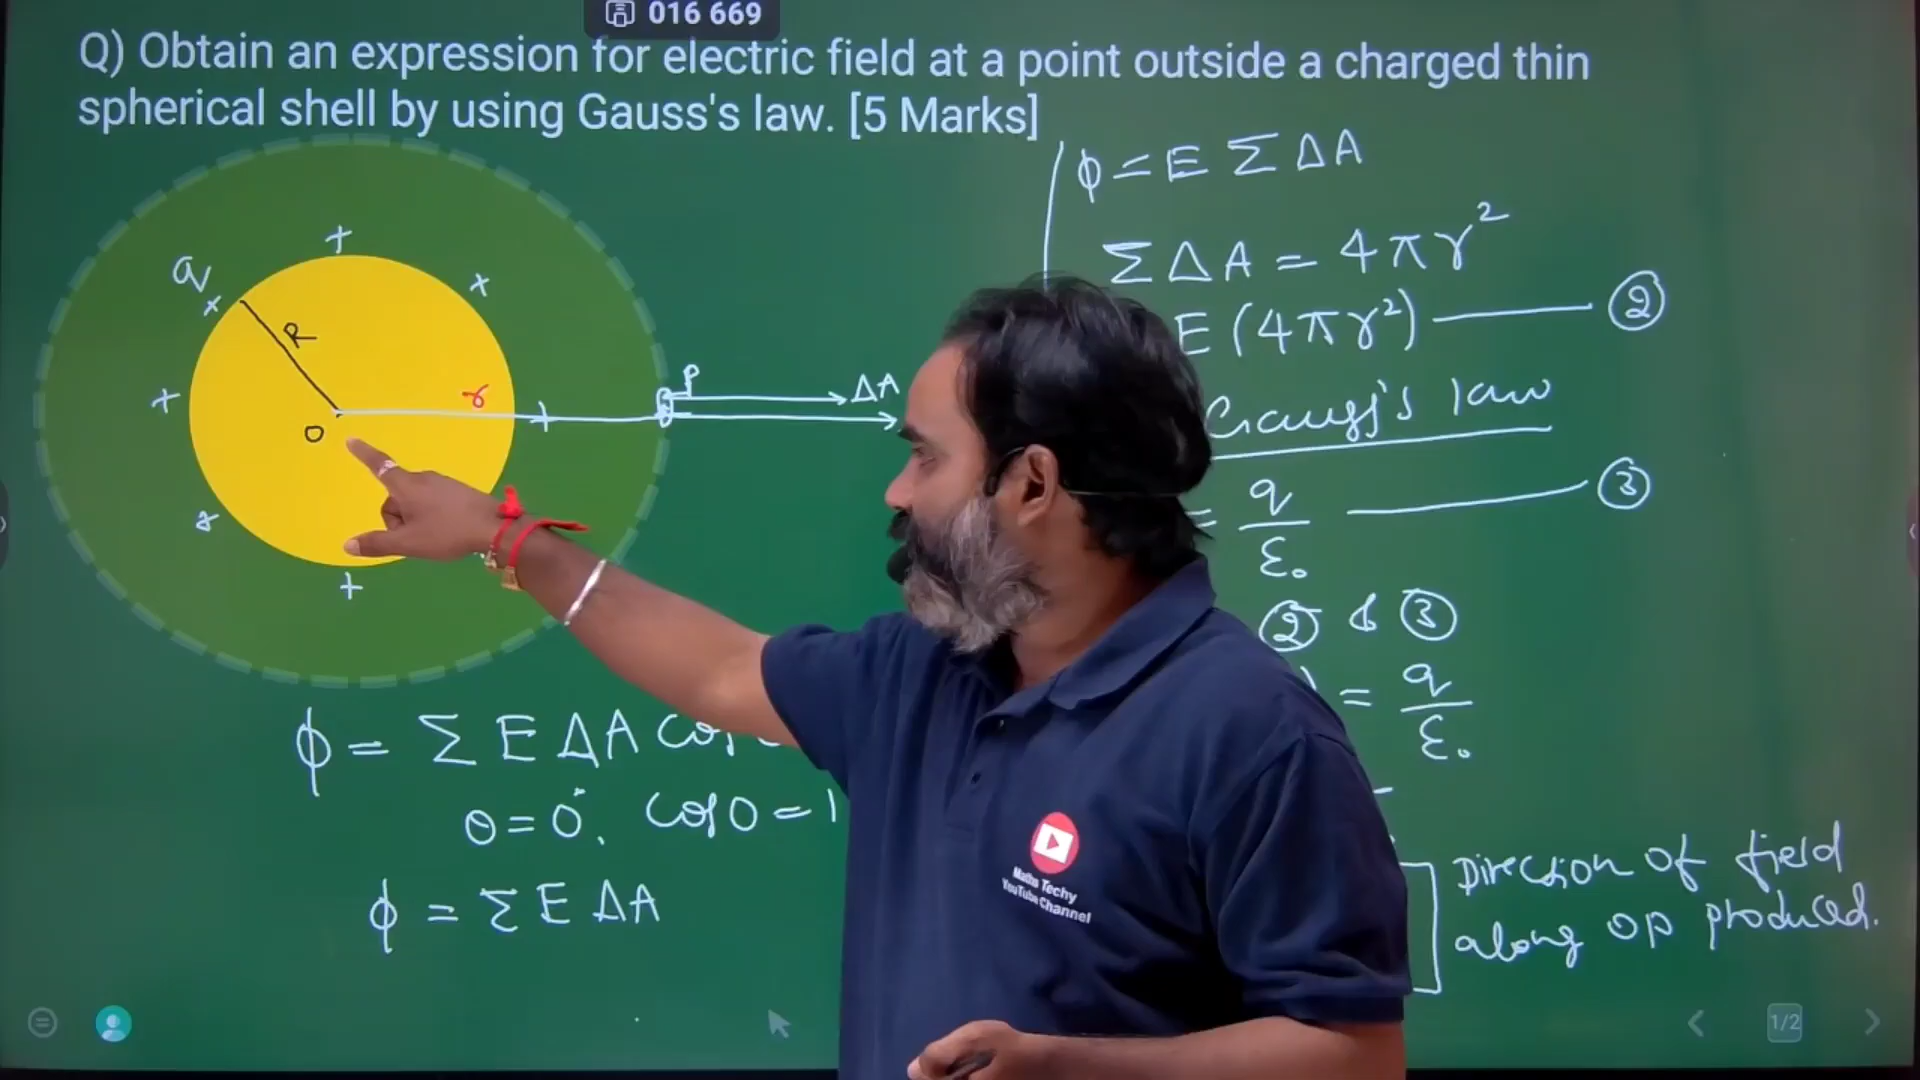 016 669
Q) Obtain an expression for electric field at a point outside a charged thin
spherical shell by using Gauss's law. [5 Marks]
ϕ = E Σ ΔA
Σ ΔA = 4πr²
E (4πr²) —— ②
Gauss's law
= q/ε₀ —— ③
② & ③
= q/ε₀
Direction of field
along OP produced.
q
R
r
O
P
ΔA
ϕ = Σ E ΔA Cos
θ = 0°, Cos 0 = 1
ϕ = Σ E ΔA
Maths Techy
YouTube Channel
1/2